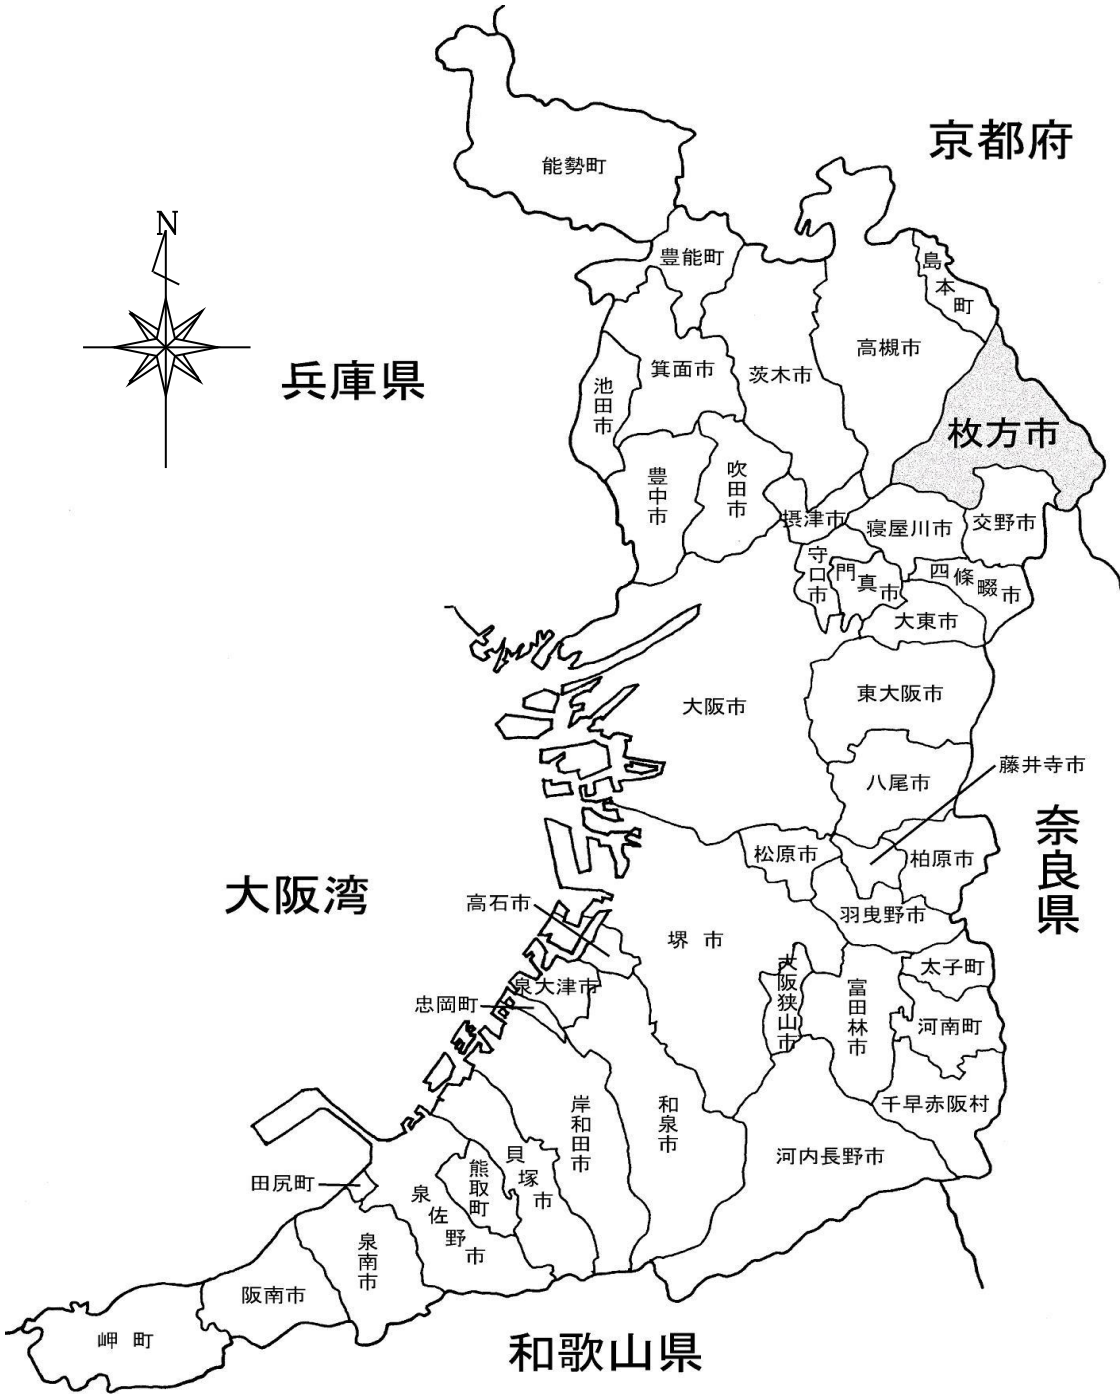 京都府
能勢町
N
豊能町
島本町
高槻市
兵庫県
箕面市
茨木市
池田市
枚方市
豊中市
吹田市
摂津市
寝屋川市
交野市
守口市
門真市
四條畷市
大東市
大阪市
東大阪市
藤井寺市
八尾市
奈良県
松原市
柏原市
大阪湾
高石市
羽曳野市
堺市
太子町
泉大津市
大阪狭山市
富田林市
忠岡町
河南町
千早赤阪村
岸和田市
和泉市
貝塚市
河内長野市
熊取町
田尻町
泉佐野市
泉南市
阪南市
岬町
和歌山県